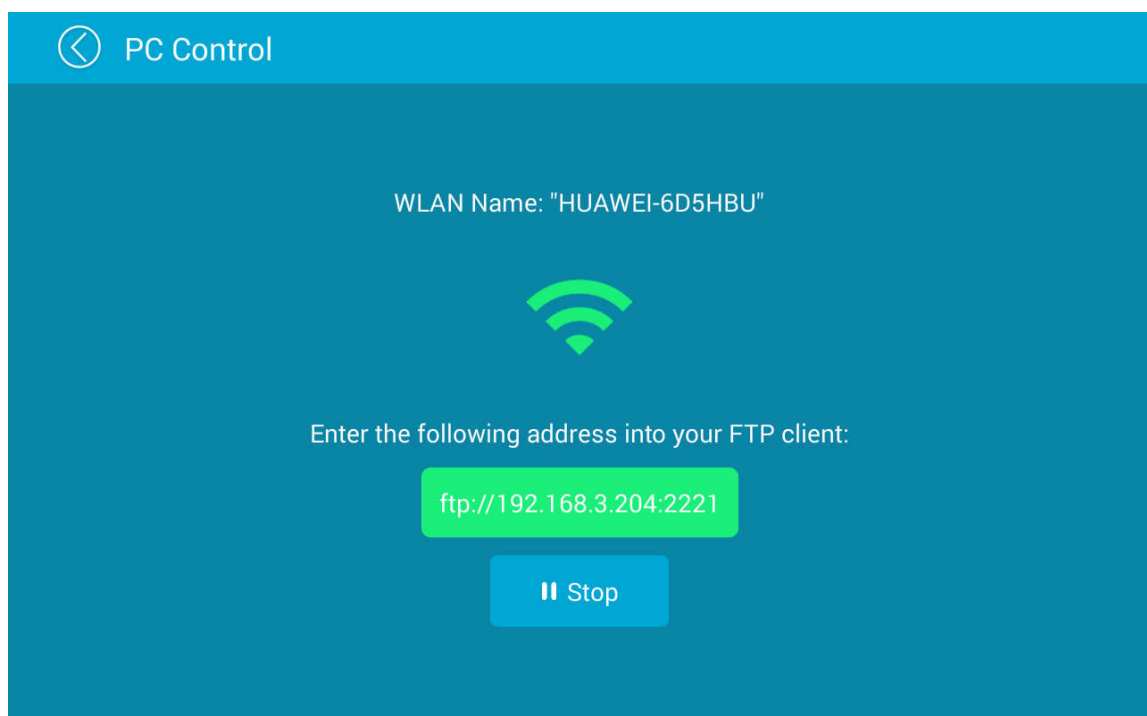 PC Control
WLAN Name: "HUAWEI-6D5HBU"
Enter the following address into your FTP client:
ftp://192.168.3.204:2221
Stop